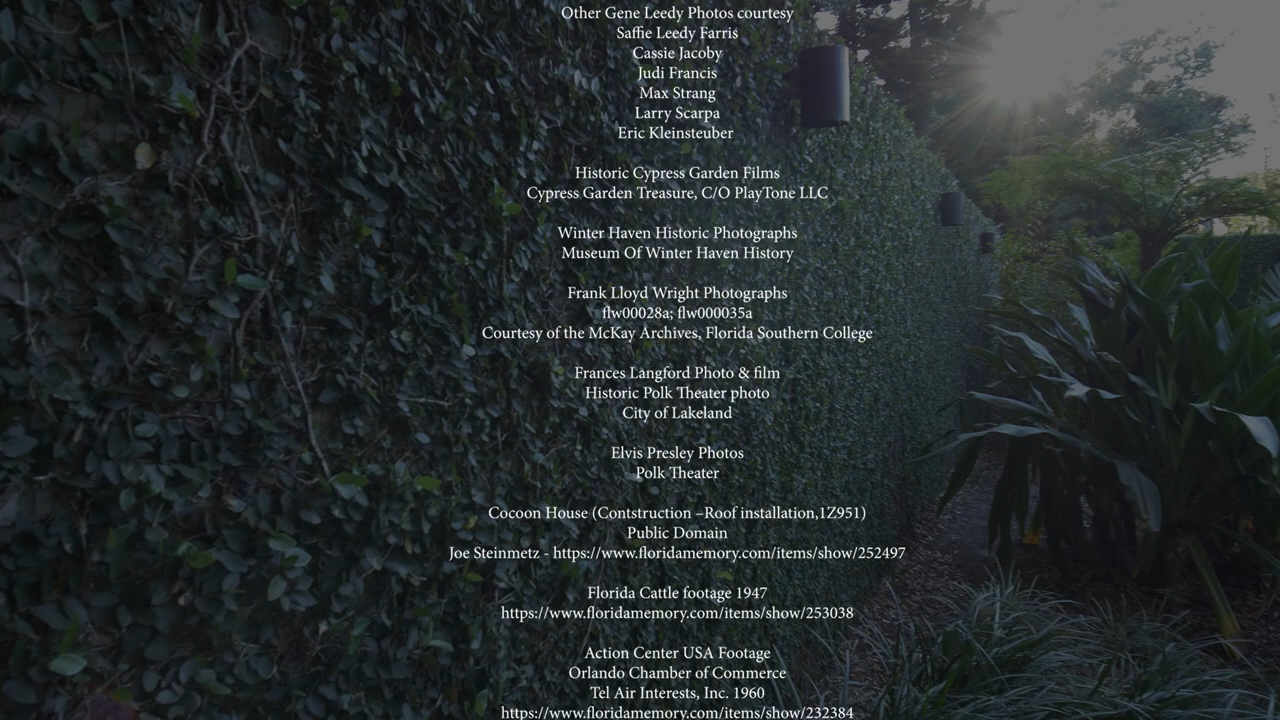 Other Gene Leedy Photos courtesy
Saffie Leedy Farris
Cassie Jacoby
Judi Francis
Max Strang
Larry Scarpa
Eric Kleinsteuber
Historic Cypress Garden Films
Cypress Garden Treasure, C/O PlayTone LLC
Winter Haven Historic Photographs
Museum Of Winter Haven History
Frank Lloyd Wright Photographs
flw00028a; flw000035a
Courtesy of the McKay Archives, Florida Southern College
Frances Langford Photo & film
Historic Polk Theater photo
City of Lakeland
Elvis Presley Photos
Polk Theater
Cocoon House (Contstruction –Roof installation,1Z951)
Public Domain
Joe Steinmetz - https://www.floridamemory.com/items/show/252497
Florida Cattle footage 1947
https://www.floridamemory.com/items/show/253038
Action Center USA Footage
Orlando Chamber of Commerce
Tel Air Interests, Inc. 1960
https://www.floridamemory.com/items/show/232384